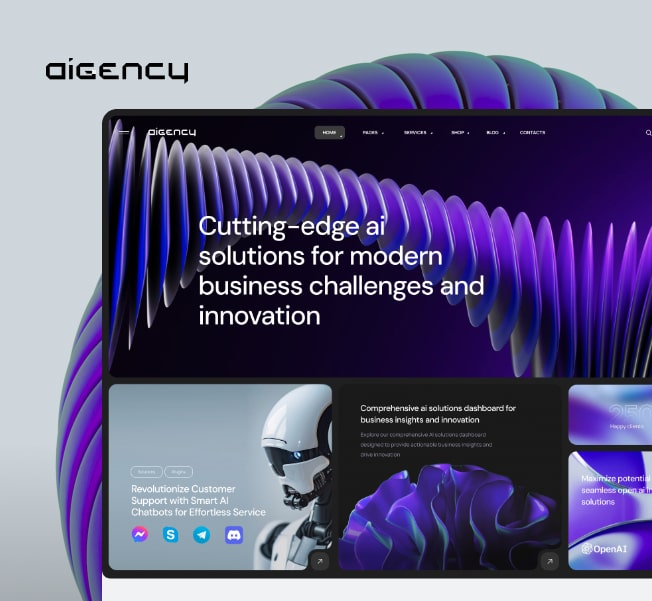 aigency
aigency
HOME
PAGES
SERVICES
SHOP
BLOG
CONTACTS
Cutting-edge ai
solutions for modern
business challenges and
innovation
Services
Plugins
Revolutionize Customer
Support with Smart AI
Chatbots for Effortless Service
Comprehensive ai solutions dashboard for
business insights and innovation
Explore our comprehensive AI solutions dashboard
designed to provide actionable business insights and
drive innovation
Happy clients
Maximize potential
seamless open ai
solutions
OpenAI